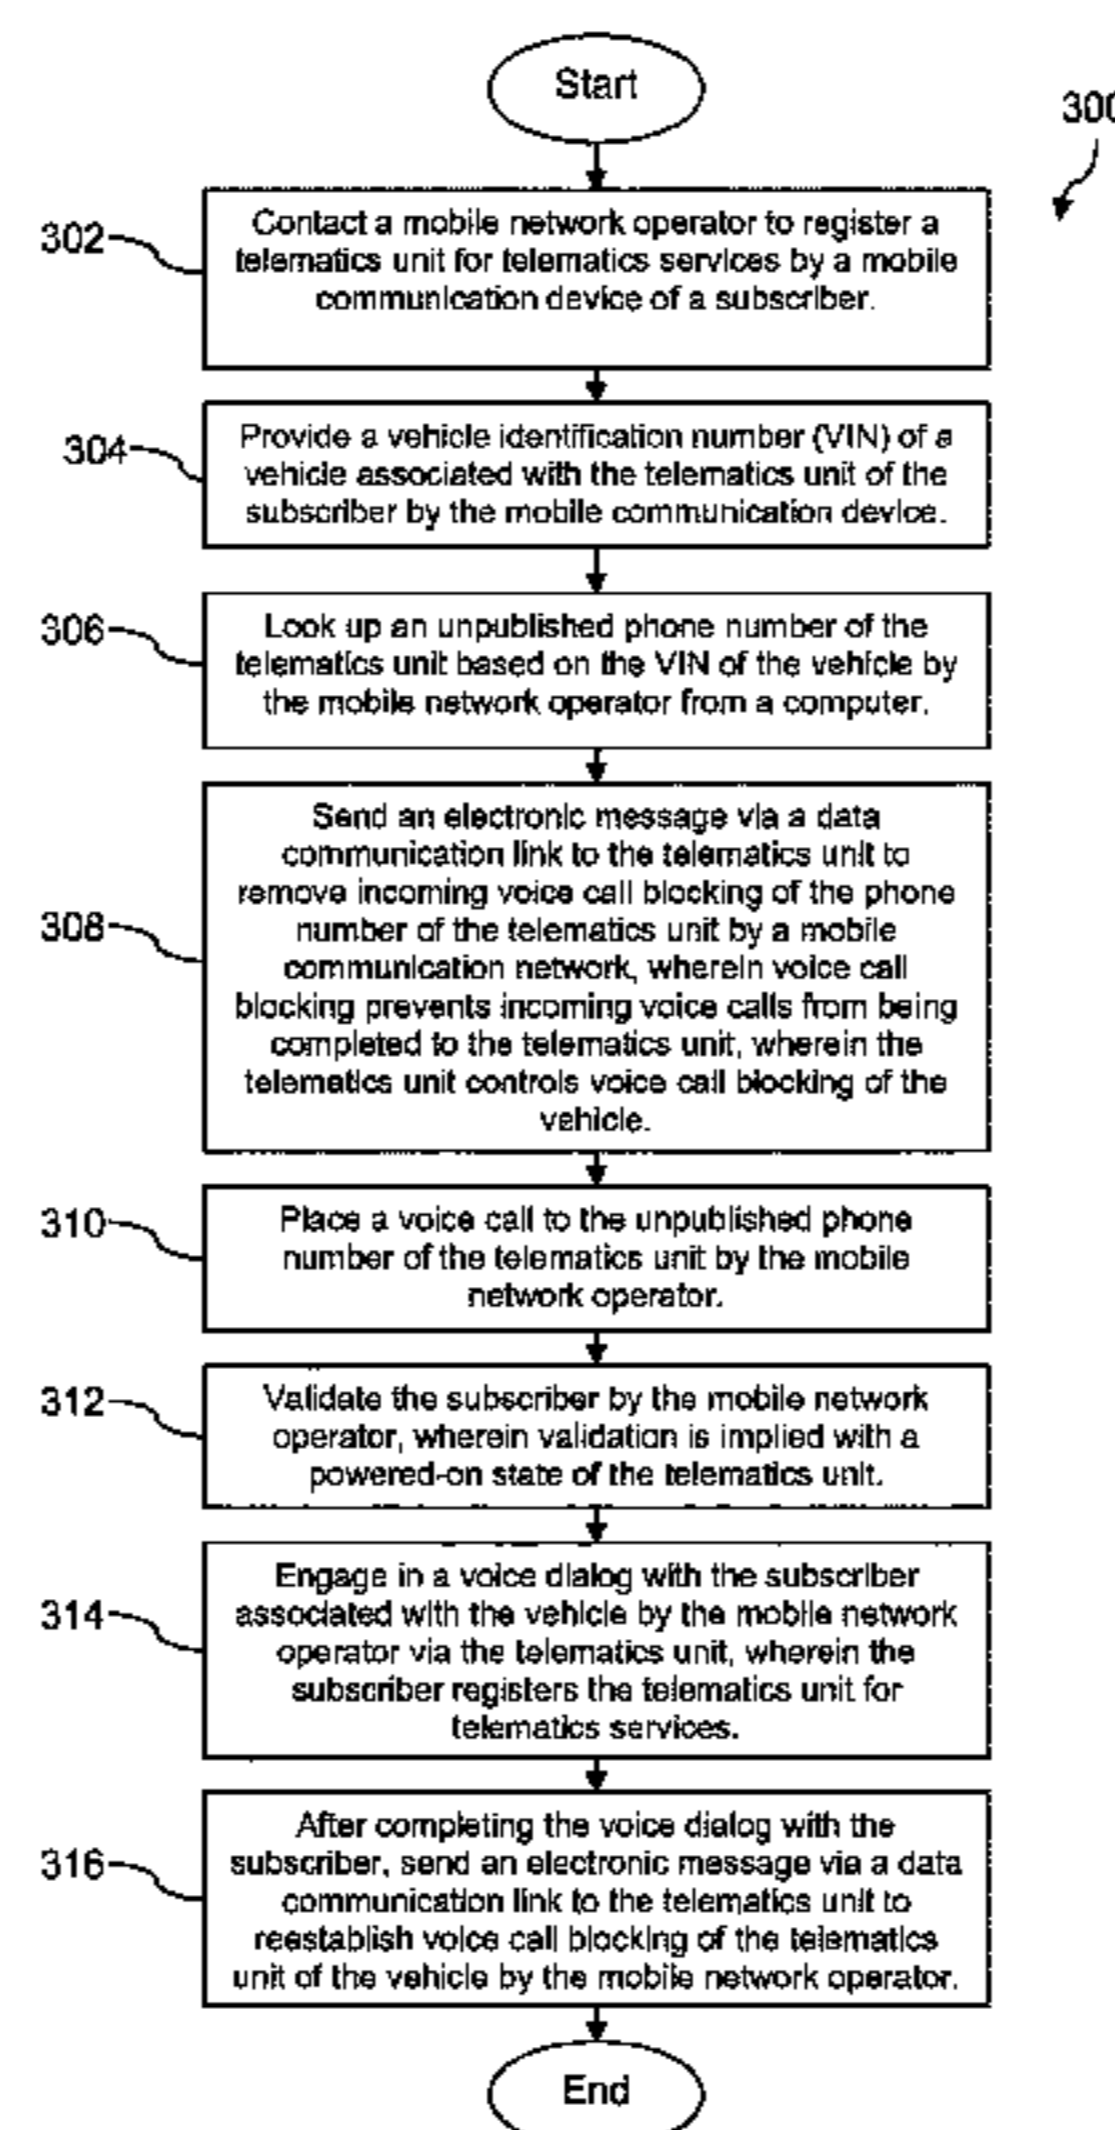 Start
300
302
Contact a mobile network operator to register a
telematics unit for telematics services by a mobile
communication device of a subscriber.
304
Provide a vehicle identification number (VIN) of a
vehicle associated with the telematics unit of the
subscriber by the mobile communication device.
306
Look up an unpublished phone number of the
telematics unit based on the VIN of the vehicle by
the mobile network operator from a computer.
308
Send an electronic message via a data
communication link to the telematics unit to
remove incoming voice call blocking of the phone
number of the telematics unit by a mobile
communication network, wherein voice call
blocking prevents incoming voice calls from being
completed to the telematics unit, wherein the
telematics unit controls voice call blocking of the
vehicle.
310
Place a voice call to the unpublished phone
number of the telematics unit by the mobile
network operator.
312
Validate the subscriber by the mobile network
operator, wherein validation is implied with a
powered-on state of the telematics unit.
314
Engage in a voice dialog with the subscriber
associated with the vehicle by the mobile network
operator via the telematics unit, wherein the
subscriber registers the telematics unit for
telematics services.
316
After completing the voice dialog with the
subscriber, send an electronic message via a data
communication link to the telematics unit to
reestablish voice call blocking of the telematics
unit of the vehicle by the mobile network operator.
End